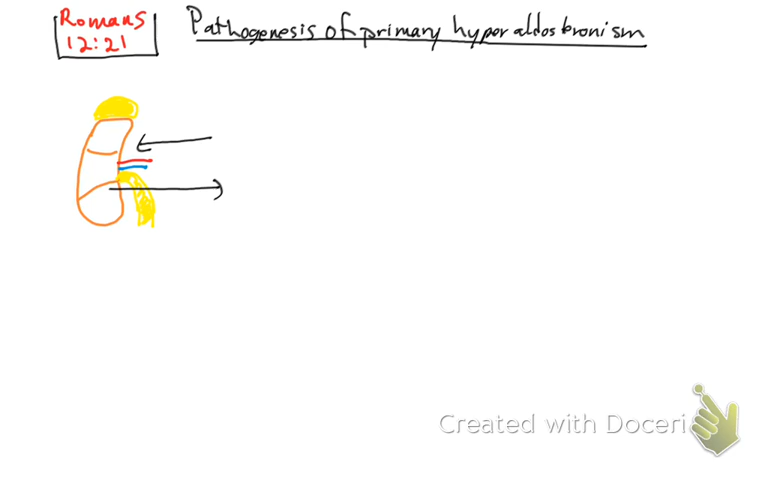 Romans
12:21
Pathogenesis of primary hyperaldosteronism
Created with Doceri